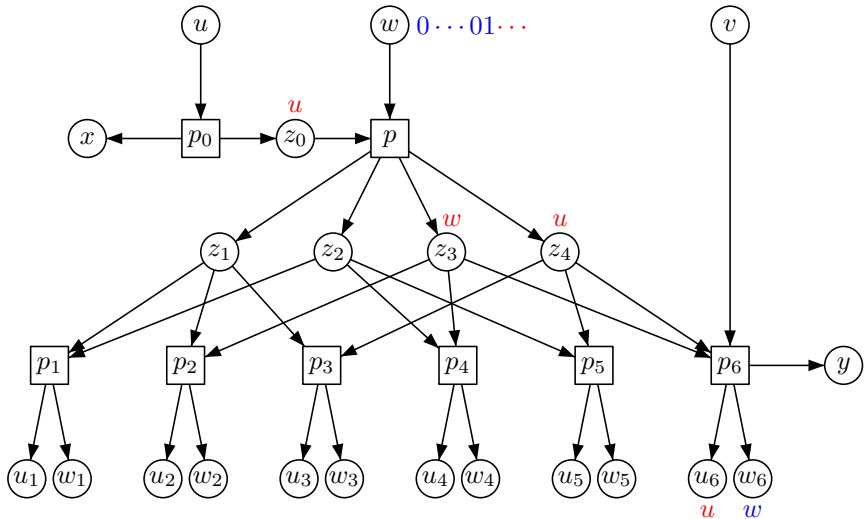 u w 0⋯01⋯ v
u
x p₀ z₀ p
w u
z₁ z₂ z₃ z₄
p₁ p₂ p₃ p₄ p₅ p₆ y
u₁ w₁ u₂ w₂ u₃ w₃ u₄ w₄ u₅ w₅ u₆ w₆
u w